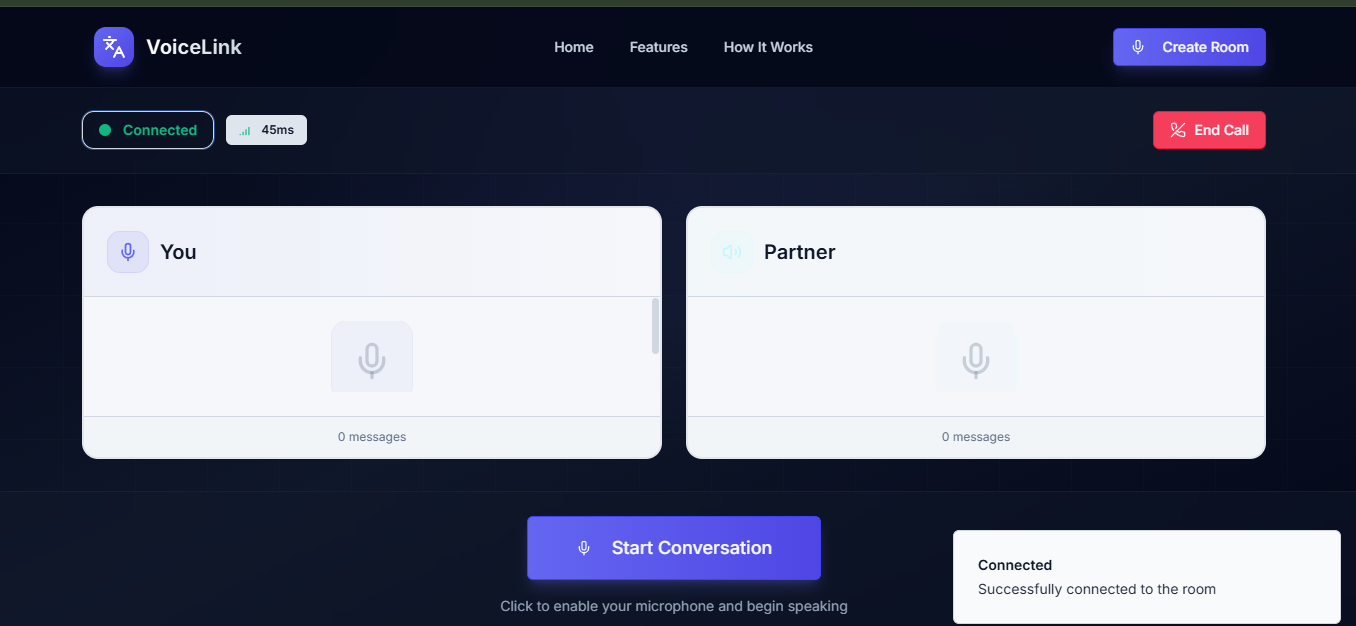 VoiceLink
Home
Features
How It Works
Create Room
Connected
45ms
End Call
You
Partner
0 messages
0 messages
Start Conversation
Click to enable your microphone and begin speaking
Connected
Successfully connected to the room